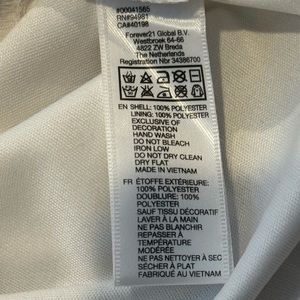 #00041565
RN#94981
CA#40198
Forever21 Global B.V.
Westbroek 64-66
4822 ZW Breda
The Netherlands
Registration Nbr 34386700
EN SHELL: 100% POLYESTER
LINING: 100% POLYESTER
EXCLUSIVE OF
DECORATION
HAND WASH
DO NOT BLEACH
IRON LOW
DO NOT DRY CLEAN
DRY FLAT
MADE IN VIETNAM
FR ÉTOFFE EXTÉRIEURE:
100% POLYESTER
DOUBLURE: 100%
POLYESTER
SAUF TISSU DÉCORATIF
LAVER À LA MAIN
NE PAS BLANCHIR
REPASSER À
TEMPÉRATURE
MODÉRÉE
NE PAS NETTOYER À SEC
SÉCHER À PLAT
FABRIQUÉ AU VIETNAM